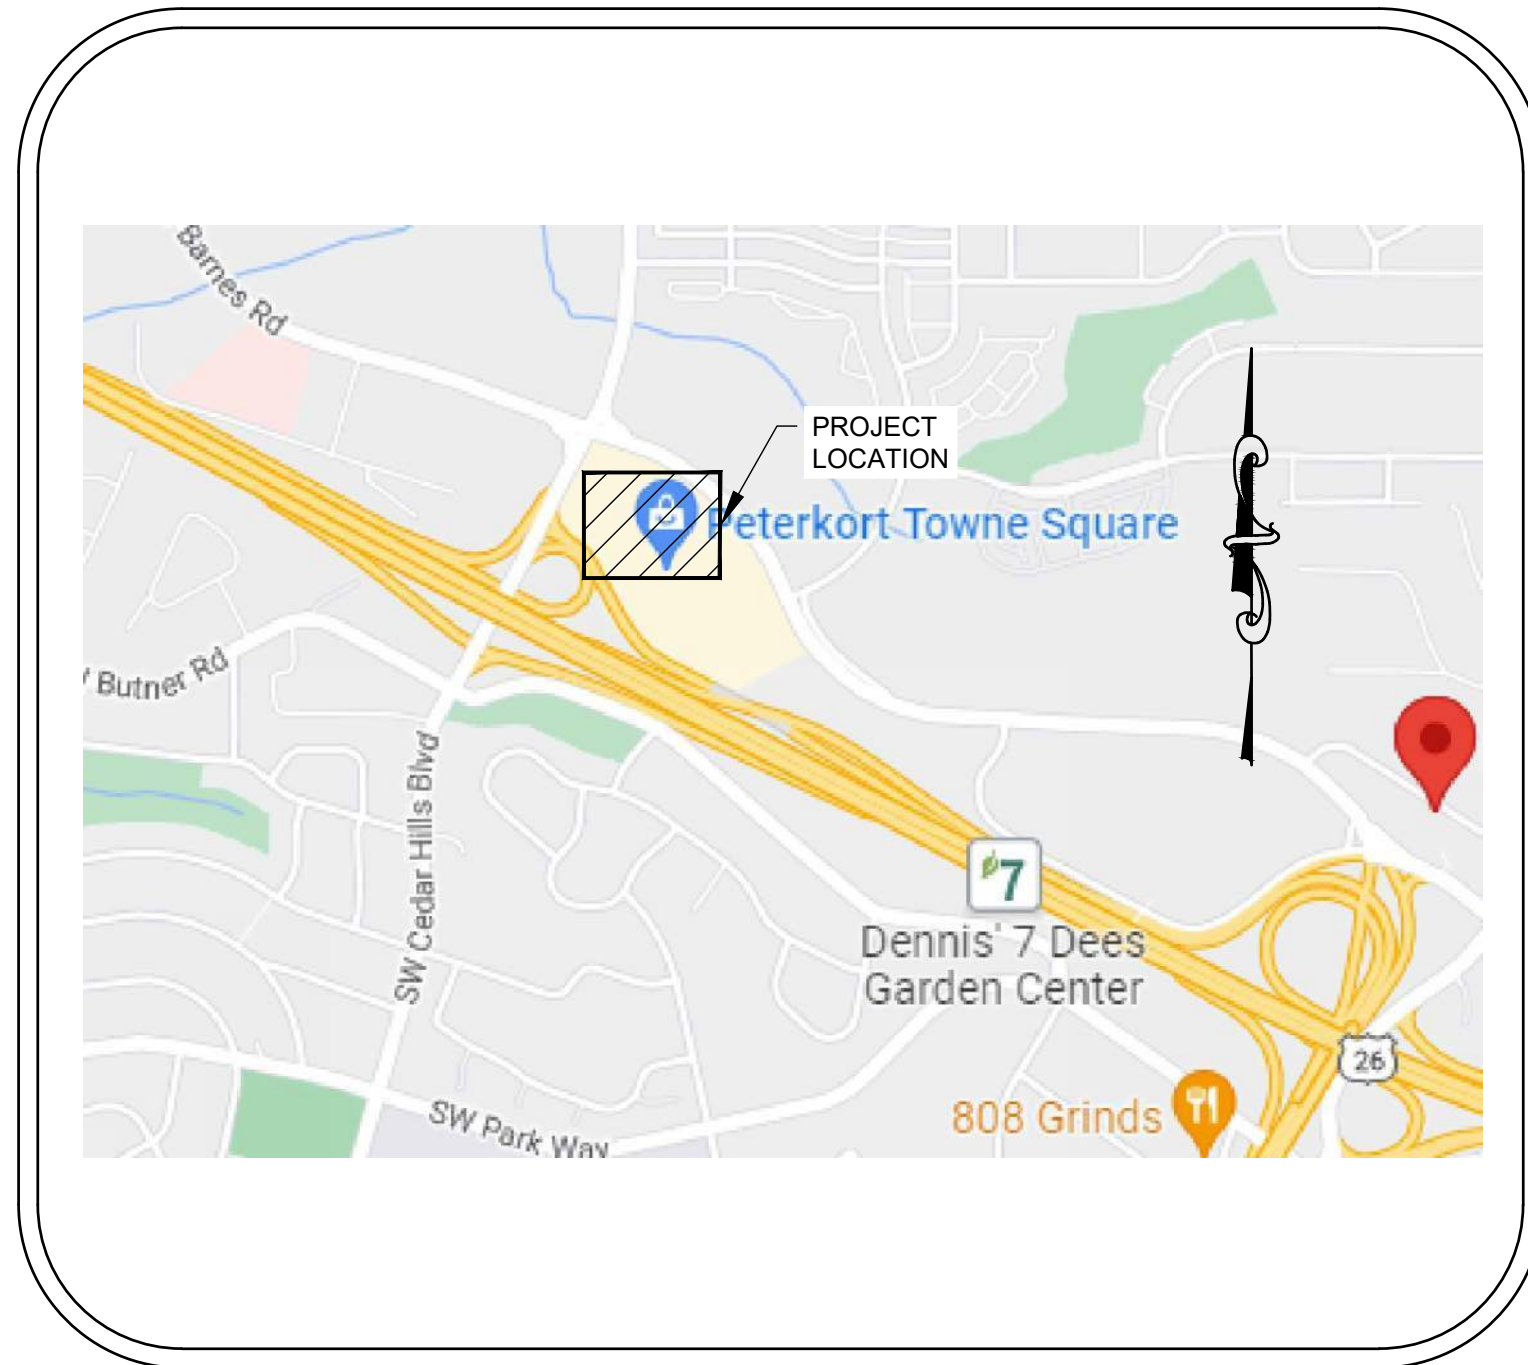 Barnes Rd
PROJECT
LOCATION
Peterkort Towne Square
Butner Rd
SW Cedar Hills Blvd
7
Dennis' 7 Dees
Garden Center
26
808 Grinds
SW Park Way